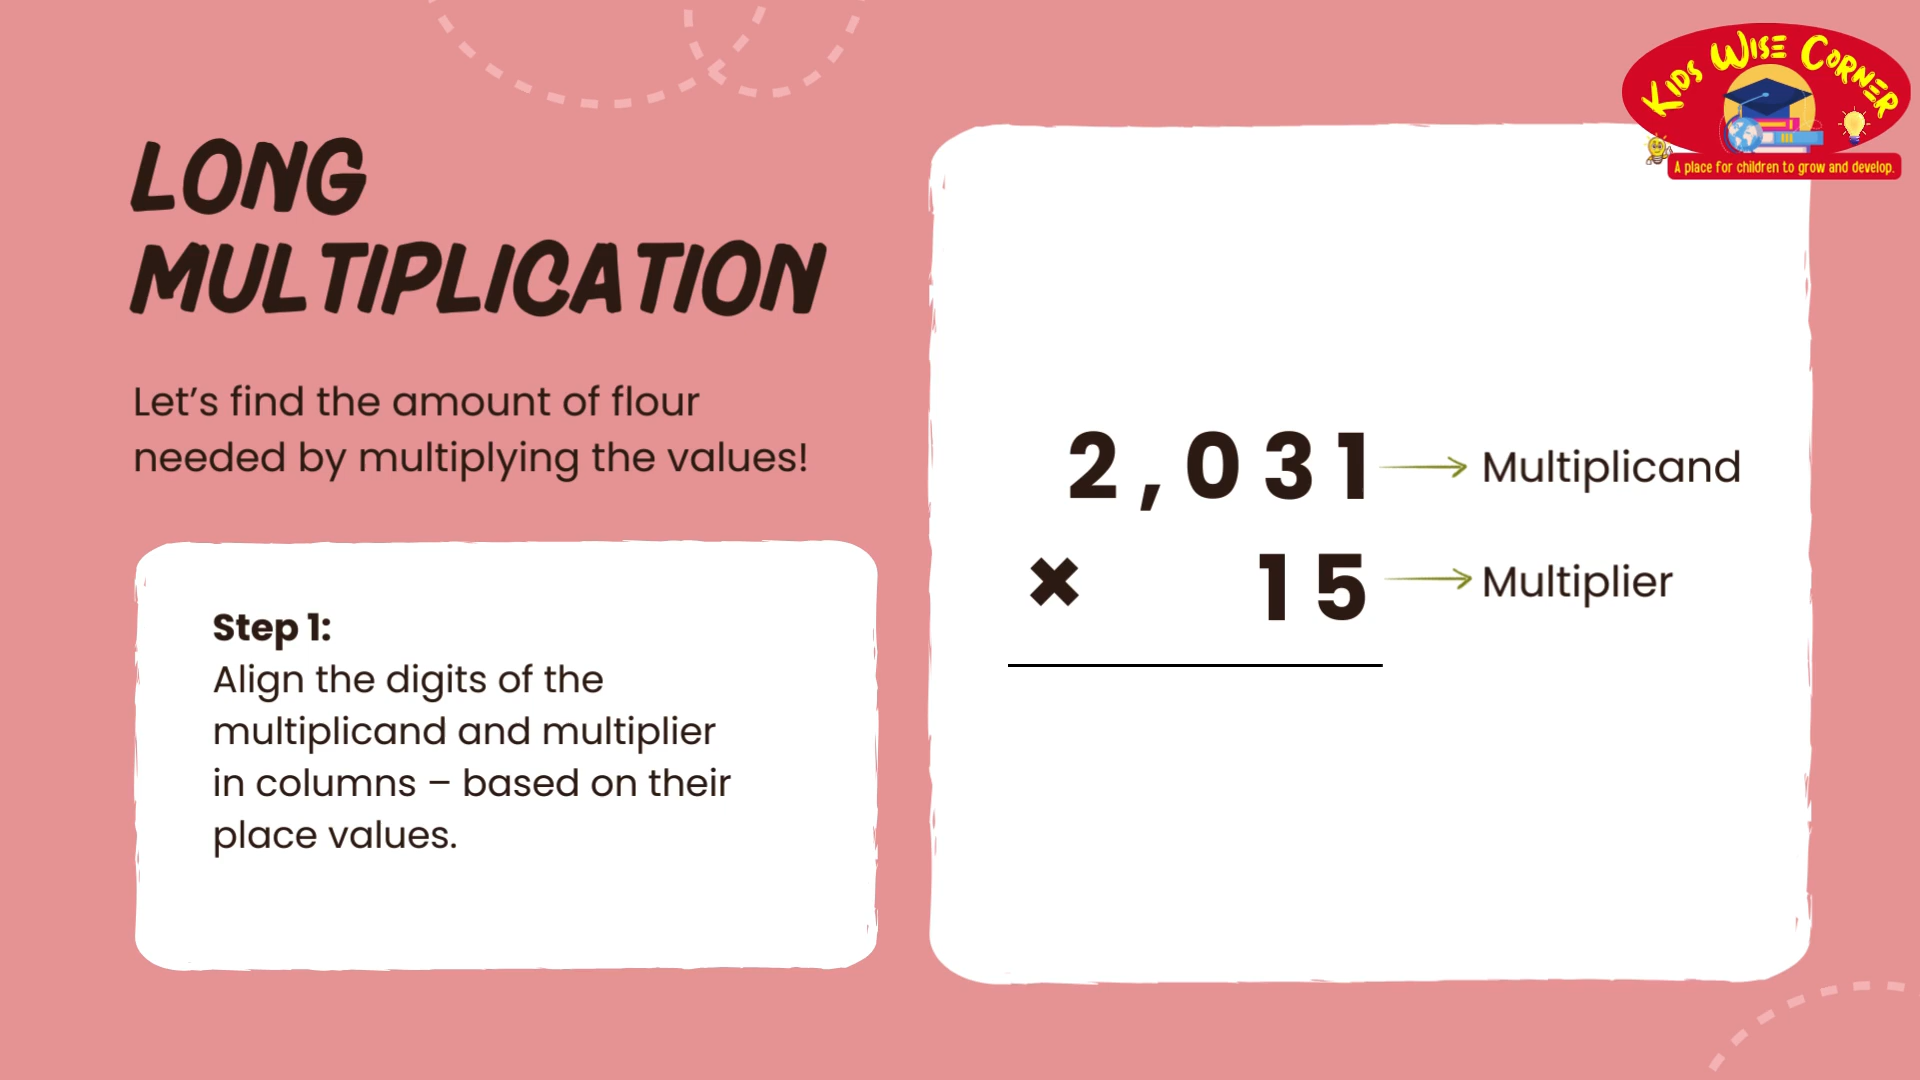 LONG
MULTIPLICATION
Let’s find the amount of flour
needed by multiplying the values!
Step 1:
Align the digits of the
multiplicand and multiplier
in columns – based on their
place values.
KIDS WISE CORNER
A place for children to grow and develop.
2,031 Multiplicand
× 15 Multiplier